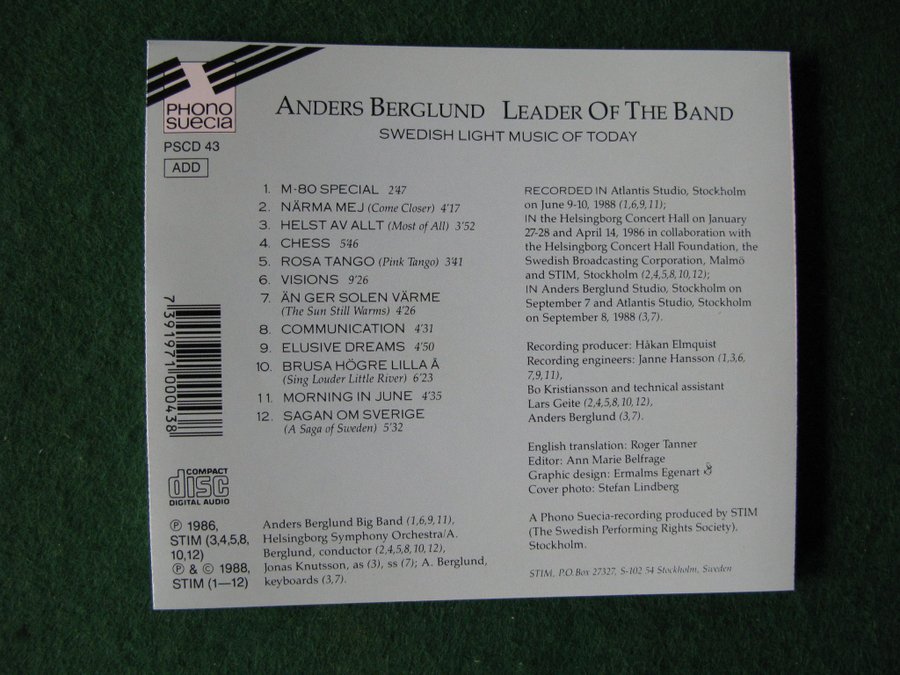 PHONO
SUECIA
PSCD 43
ADD
ANDERS BERGLUND LEADER OF THE BAND
SWEDISH LIGHT MUSIC OF TODAY
1. M-80 SPECIAL 2'47
2. NÄRMA MEJ (Come Closer) 4'17
3. HELST AV ALLT (Most of All) 3'52
4. CHESS 5'46
5. ROSA TANGO (Pink Tango) 3'41
6. VISIONS 9'26
7. ÄN GER SOLEN VÄRME
(The Sun Still Warms) 4'26
8. COMMUNICATION 4'31
9. ELUSIVE DREAMS 4'50
10. BRUSA HÖGRE LILLA Å
(Sing Louder Little River) 6'23
11. MORNING IN JUNE 4'35
12. SAGAN OM SVERIGE
(A Saga of Sweden) 5'32
RECORDED IN Atlantis Studio, Stockholm
on June 9-10, 1988 (1,6,9,11);
IN the Helsingborg Concert Hall on January
27-28 and April 14, 1986 in collaboration with
the Helsingborg Concert Hall Foundation, the
Swedish Broadcasting Corporation, Malmö
and STIM, Stockholm (2,4,5,8,10,12);
IN Anders Berglund Studio, Stockholm on
September 7 and Atlantis Studio, Stockholm
on September 8, 1988 (3,7).
Recording producer: Håkan Elmquist
Recording engineers: Janne Hansson (1,3,6,
7,9,11),
Bo Kristiansson and technical assistant
Lars Geite (2,4,5,8,10,12),
Anders Berglund (3,7).
English translation: Roger Tanner
Editor: Ann Marie Belfrage
Graphic design: Ermalms Egenart
Cover photo: Stefan Lindberg
A Phono Suecia-recording produced by STIM
(The Swedish Performing Rights Society),
Stockholm.
STIM, P.O. Box 27327, S-102 54 Stockholm, Sweden
7 391971 000438
COMPACT
disc
DIGITAL AUDIO
℗ 1986,
STIM (3,4,5,8,
10,12)
℗ & © 1988,
STIM (1—12)
Anders Berglund Big Band (1,6,9,11),
Helsingborg Symphony Orchestra/A.
Berglund, conductor (2,4,5,8,10,12),
Jonas Knutsson, as (3), ss (7); A. Berglund,
keyboards (3,7).